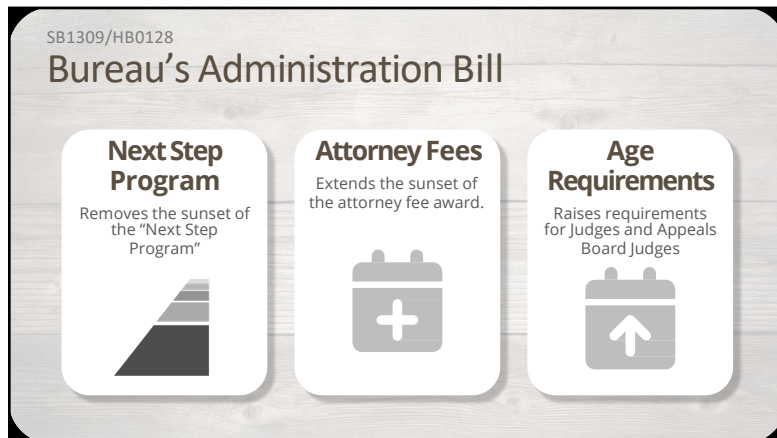 SB1309/HB0128
Bureau's Administration Bill
Next Step
Program
Removes the sunset of
the “Next Step
Program”
Attorney Fees
Extends the sunset of
the attorney fee award.
Age
Requirements
Raises requirements
for Judges and Appeals
Board Judges